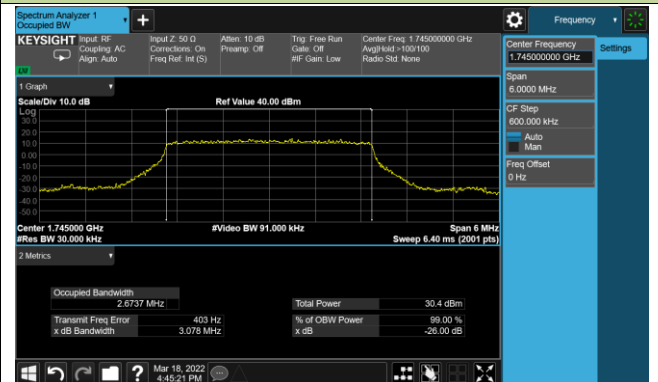 Spectrum Analyzer 1
Occupied BW
Frequency
KEYSIGHT
Input: RF
Coupling: AC
Align: Auto
Input Z: 50 Ω
Corrections: On
Freq Ref: Int (S)
Atten: 10 dB
Preamp: Off
Trig: Free Run
Gate: Off
#IF Gain: Low
Center Freq: 1.745000000 GHz
Avg|Hold:>100/100
Radio Std: None
Center Frequency
1.745000000 GHz
Settings
Span
6.0000 MHz
CF Step
600.000 kHz
Auto
Man
Freq Offset
0 Hz
1 Graph
Scale/Div 10.0 dB
Ref Value 40.00 dBm
Log
30.0
20.0
10.0
0.00
-10.0
-20.0
-30.0
-40.0
-50.0
Center 1.745000 GHz
#Video BW 91.000 kHz
Span 6 MHz
#Res BW 30.000 kHz
Sweep 6.40 ms (2001 pts)
2 Metrics
Occupied Bandwidth
2.6737 MHz
Total Power 30.4 dBm
Transmit Freq Error 403 Hz
% of OBW Power 99.00 %
x dB Bandwidth 3.078 MHz
x dB -26.00 dB
?
Mar 18, 2022
4:45:21 PM